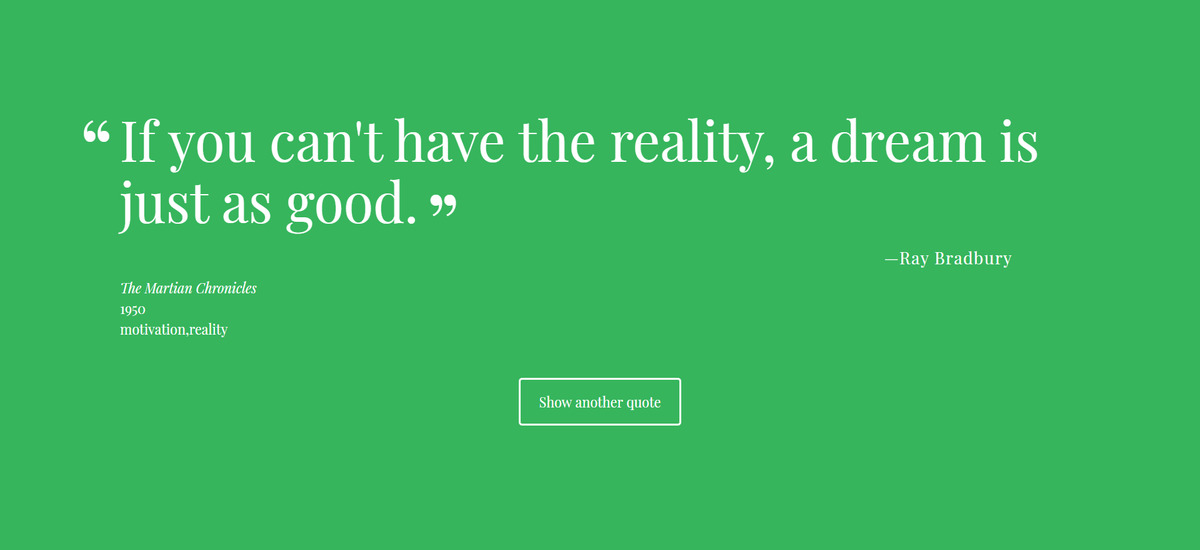 “If you can't have the reality, a dream is
just as good.”
—Ray Bradbury
The Martian Chronicles
1950
motivation,reality
Show another quote